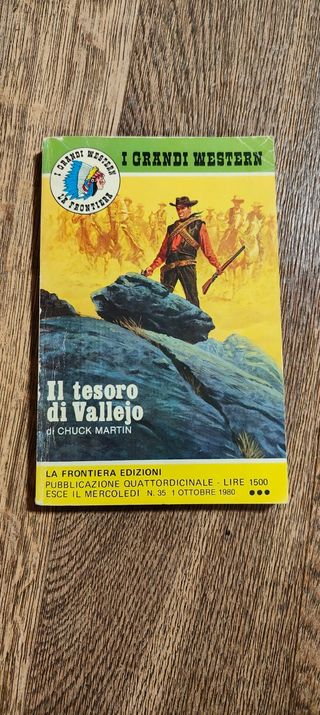 I GRANDI WESTERN
LA FRONTIERA
I GRANDI WESTERN
Il tesoro
di Vallejo
di CHUCK MARTIN
LA FRONTIERA EDIZIONI
PUBBLICAZIONE QUATTORDICINALE - LIRE 1500
ESCE IL MERCOLEDI N. 35 1 OTTOBRE 1980